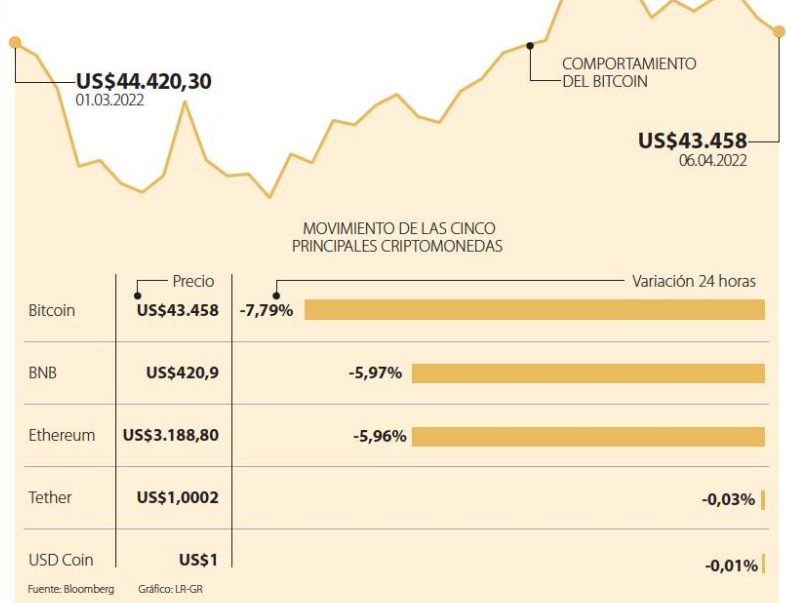 US$44.420,30
01.03.2022
COMPORTAMIENTO
DEL BITCOIN
US$43.458
06.04.2022
MOVIMIENTO DE LAS CINCO
PRINCIPALES CRIPTOMONEDAS
Precio Variación 24 horas
Bitcoin US$43.458 -7,79%
BNB US$420,9 -5,97%
Ethereum US$3.188,80 -5,96%
Tether US$1,0002 -0,03%
USD Coin US$1 -0,01%
Fuente: Bloomberg Gráfico: LR-GR